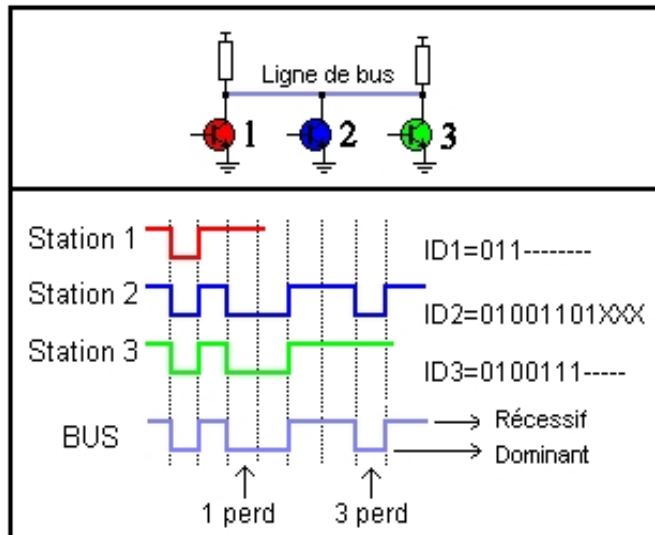 Ligne de bus
1
2
3
Station 1
ID1=011--------
Station 2
ID2=01001101XXX
Station 3
ID3=0100111-----
BUS
Récessif
Dominant
1 perd
3 perd